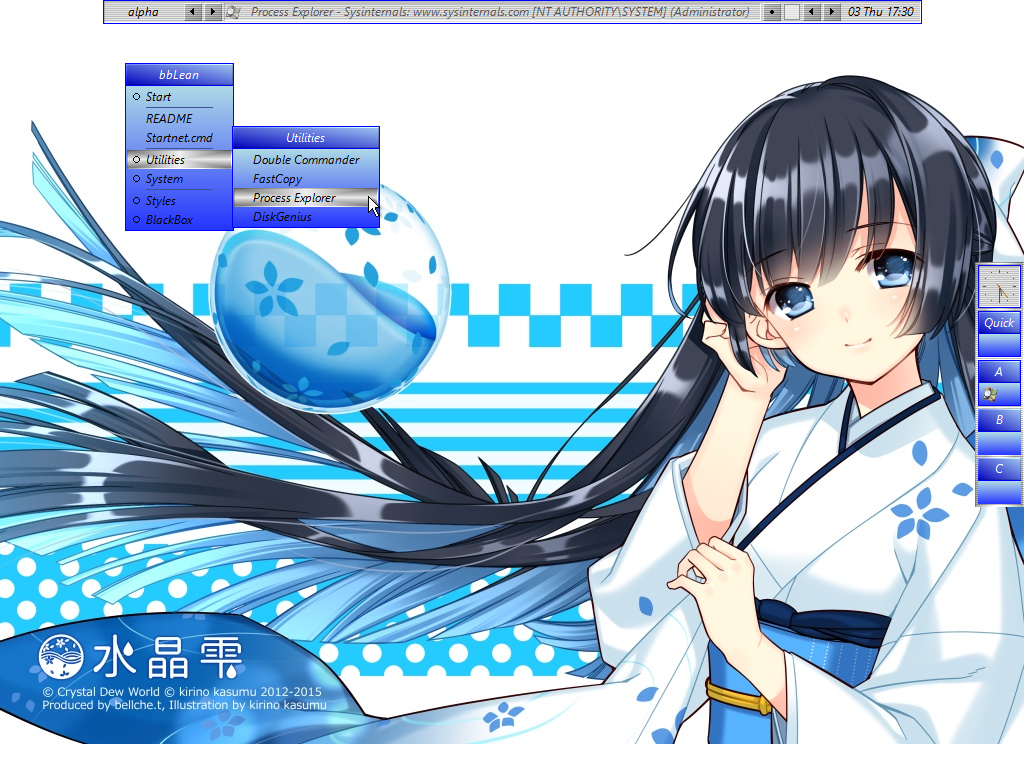 alpha
Process Explorer - Sysinternals: www.sysinternals.com [NT AUTHORITY\SYSTEM] (Administrator)
03 Thu 17:30
bbLean
Start
README
Startnet.cmd
Utilities
System
Styles
BlackBox
Utilities
Double Commander
FastCopy
Process Explorer
DiskGenius
Quick
A
B
C
水晶雫
© Crystal Dew World © kirino kasumu 2012-2015
Produced by bellche.t, Illustration by kirino kasumu